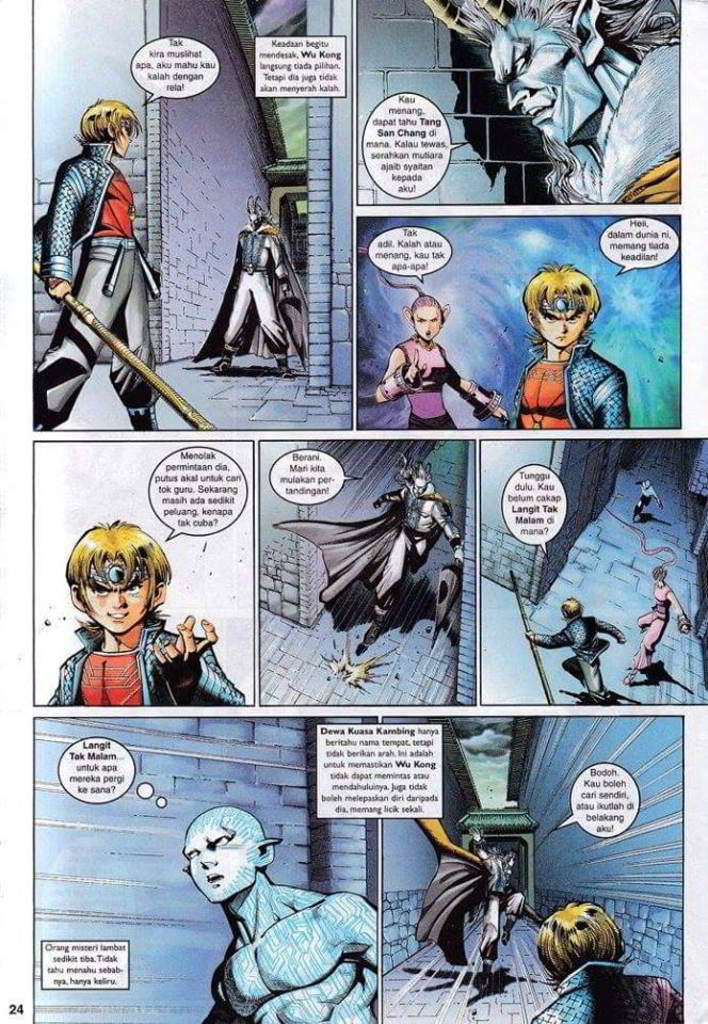 Tak
kira muslihat
apa, aku mahu kau
kalah dengan
rela!
Keadaan begitu
mendesak, Wu Kong
langsung tiada pilihan.
Tetapi dia juga tidak
akan menyerah kalah.
Kau
menang,
dapat tahu Tang
San Chang di
mana. Kalau tewas,
serahkan mutiara
ajaib syaitan
kepada
aku!
Tak
adil. Kalah atau
menang, kau tak
apa-apa!
Heii,
dalam dunia ni,
memang tiada
keadilan!
Menolak
permintaan dia,
putus akal untuk cari
tok guru. Sekarang
masih ada sedikit
peluang, kenapa
tak cuba?
Berani.
Mari kita
mulakan per-
tandingan!
Tunggu
dulu. Kau
belum cakap
Langit Tak
Malam di
mana?
Langit
Tak Malam...
untuk apa
mereka pergi
ke sana?
Orang misteri lambat
sedikit tiba. Tidak
tahu menahu sebab-
nya, hanya keliru.
Dewa Kuasa Kambing hanya
beritahu nama tempat, tetapi
tidak berikan arah. Ini adalah
untuk memastikan Wu Kong
tidak dapat memintas atau
mendahuluinya. Juga tidak
boleh melepaskan diri daripada
dia, memang licik sekali.
Bodoh.
Kau boleh
cari sendiri,
atau ikutlah di
belakang
aku!
24